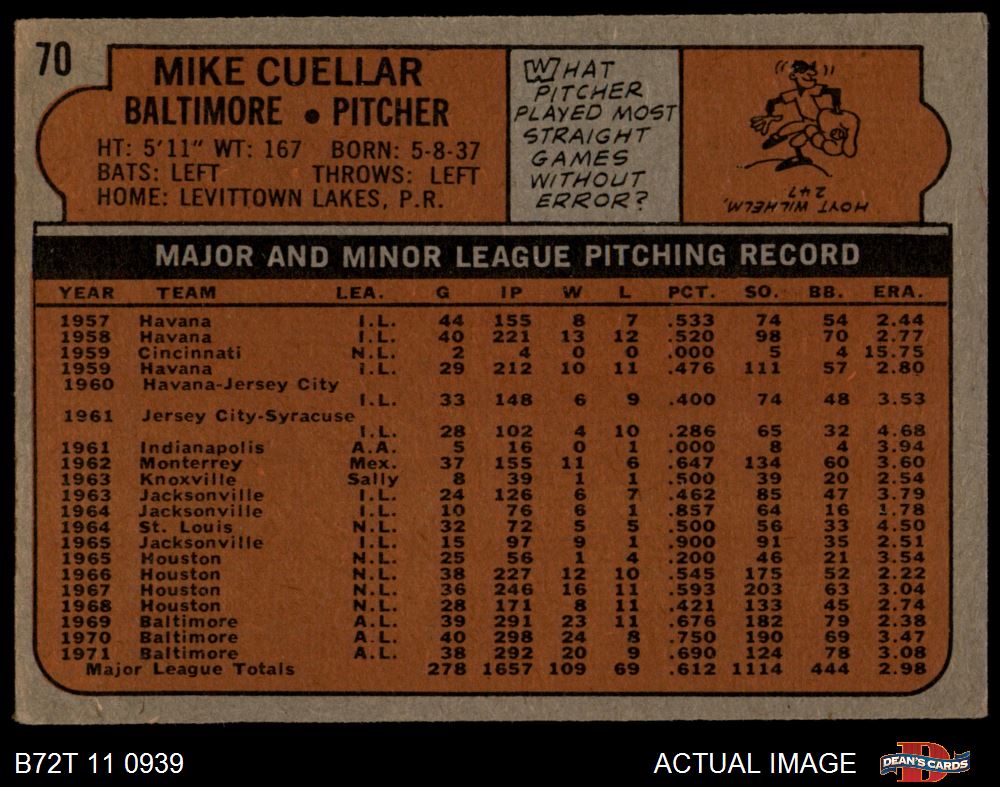 70
MIKE CUELLAR
BALTIMORE • PITCHER
HT: 5'11" WT: 167 BORN: 5-8-37
BATS: LEFT THROWS: LEFT
HOME: LEVITTOWN LAKES, P.R.
WHAT
PITCHER
PLAYED MOST
STRAIGHT
GAMES
WITHOUT
ERROR?
HOYT WILHELM,
247
MAJOR AND MINOR LEAGUE PITCHING RECORD
YEAR TEAM LEA. G IP W L PCT. SO. BB. ERA.
1957 Havana I.L. 44 155 8 7 .533 74 54 2.44
1958 Havana I.L. 40 221 13 12 .520 98 70 2.77
1959 Cincinnati N.L. 2 4 0 0 .000 5 4 15.75
1959 Havana I.L. 29 212 10 11 .476 111 57 2.80
1960 Havana-Jersey City
I.L. 33 148 6 9 .400 74 48 3.53
1961 Jersey City-Syracuse
I.L. 28 102 4 10 .286 65 32 4.68
1961 Indianapolis A.A. 5 16 0 1 .000 8 4 3.94
1962 Monterrey Mex. 37 155 11 6 .647 134 60 3.60
1963 Knoxville Sally 8 39 1 1 .500 39 20 2.54
1963 Jacksonville I.L. 24 126 6 7 .462 85 47 3.79
1964 Jacksonville I.L. 10 76 6 1 .857 64 16 1.78
1964 St. Louis N.L. 32 72 5 5 .500 56 33 4.50
1965 Jacksonville I.L. 15 97 9 1 .900 91 35 2.51
1965 Houston N.L. 25 56 1 4 .200 46 21 3.54
1966 Houston N.L. 38 227 12 10 .545 175 52 2.22
1967 Houston N.L. 36 246 16 11 .593 203 63 3.04
1968 Houston N.L. 28 171 8 11 .421 133 45 2.74
1969 Baltimore A.L. 39 291 23 11 .676 182 79 2.38
1970 Baltimore A.L. 40 298 24 8 .750 190 69 3.47
1971 Baltimore A.L. 38 292 20 9 .690 124 78 3.08
Major League Totals 278 1657 109 69 .612 1114 444 2.98
B72T 11 0939 ACTUAL IMAGE
D
DEAN'S CARDS